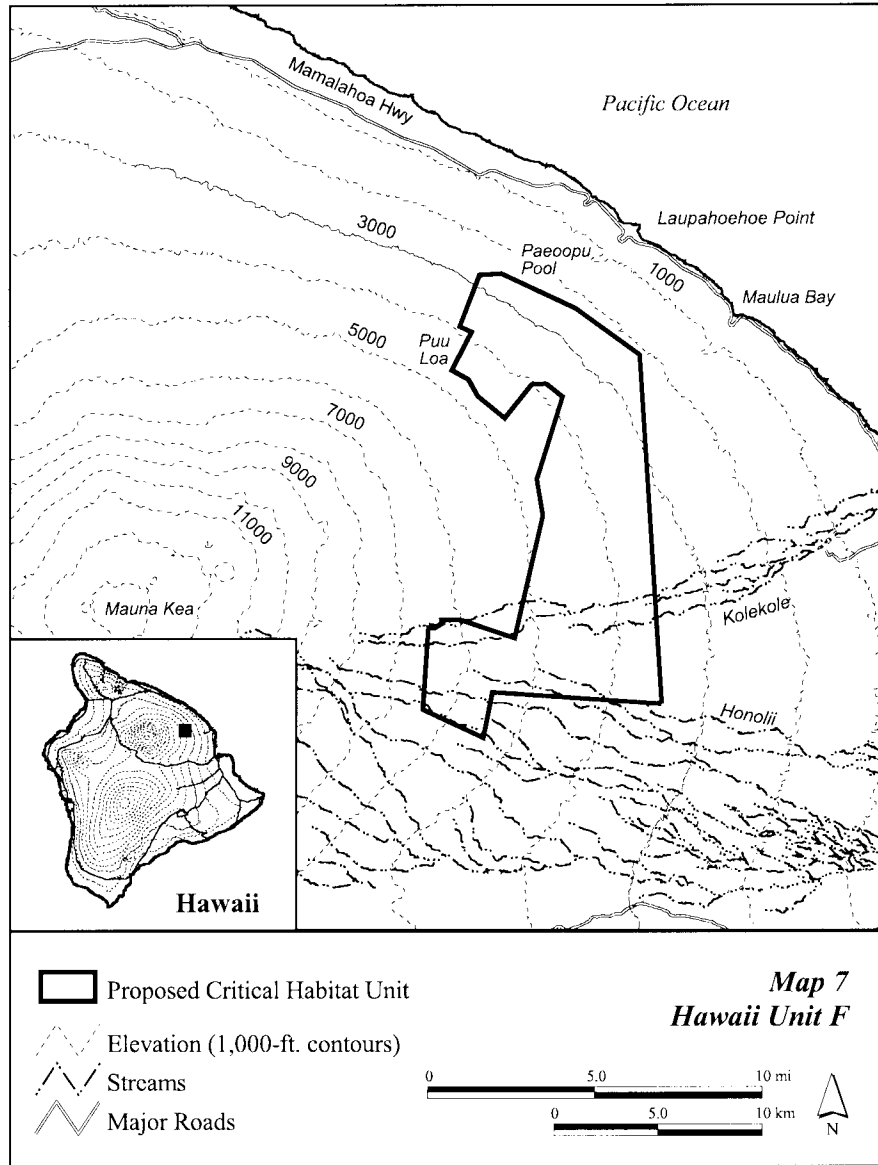 Mamalahoa Hwy
Pacific Ocean
Laupahoehoe Point
3000
Paeoopu
Pool
1000
Maulua Bay
5000
Puu
Loa
7000
9000
11000
Mauna Kea
Kolekole
Honolii
Hawaii
Proposed Critical Habitat Unit
Elevation (1,000-ft. contours)
Streams
Major Roads
Map 7
Hawaii Unit F
0 5.0 10 mi
0 5.0 10 km
N